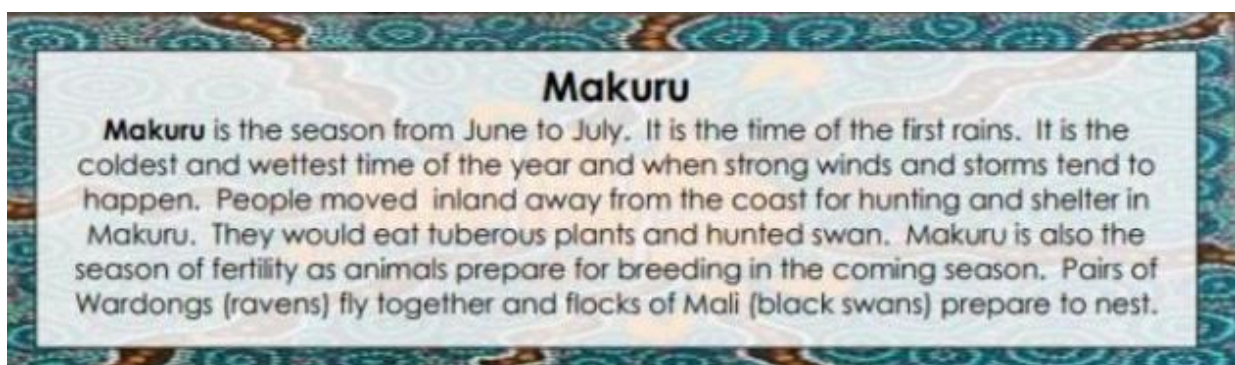 Makuru
Makuru is the season from June to July. It is the time of the first rains. It is the
coldest and wettest time of the year and when strong winds and storms tend to
happen. People moved inland away from the coast for hunting and shelter in
Makuru. They would eat tuberous plants and hunted swan. Makuru is also the
season of fertility as animals prepare for breeding in the coming season. Pairs of
Wardongs (ravens) fly together and flocks of Mali (black swans) prepare to nest.